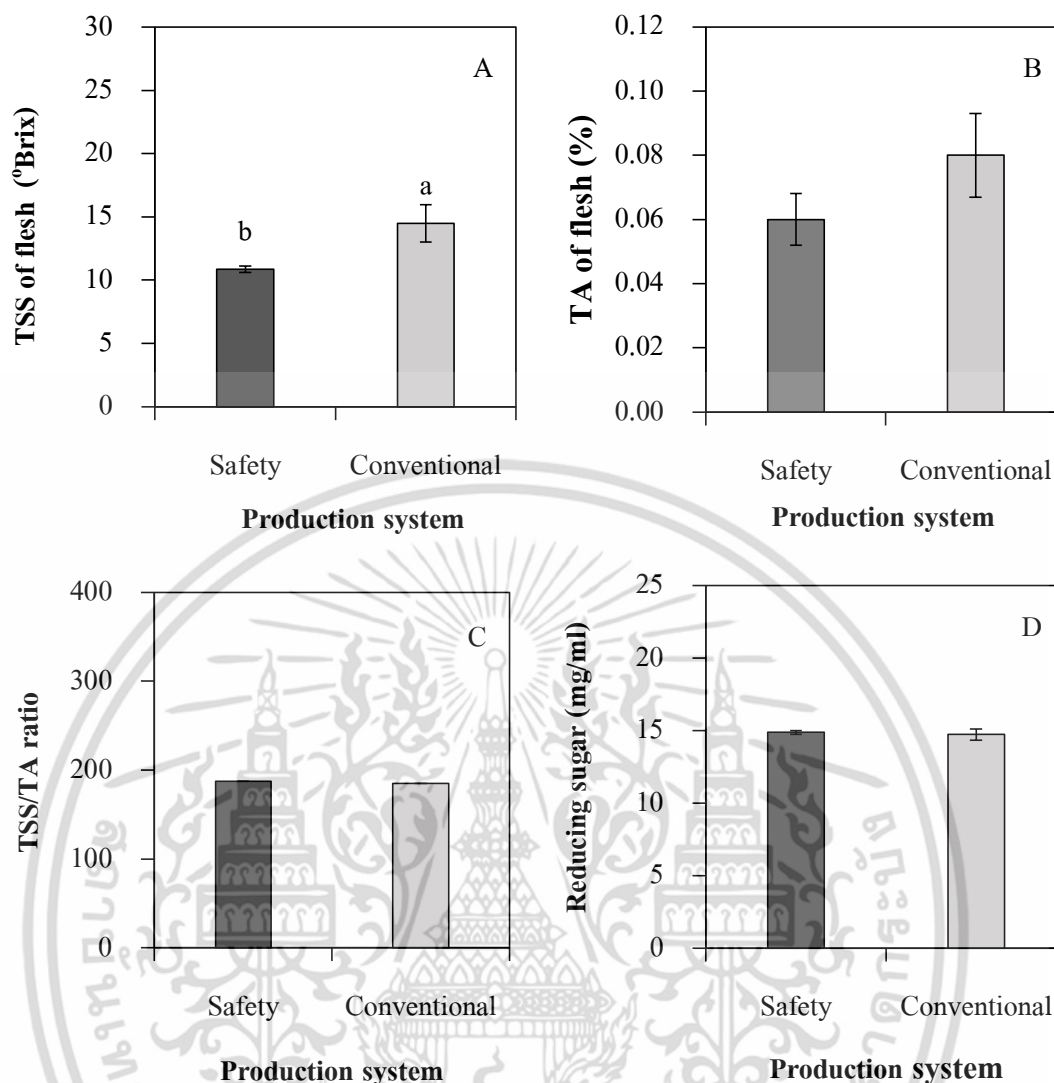 A
TSS of flesh (⁰Brix)
30
25
20
15
10
5
0
b
a
Safety Conventional
Production system
B
TA of flesh (%)
0.12
0.10
0.08
0.06
0.04
0.02
0.00
Safety Conventional
Production system
C
TSS/TA ratio
400
300
200
100
0
Safety Conventional
Production system
D
Reducing sugar (mg/ml)
25
20
15
10
5
0
Safety Conventional
Production system